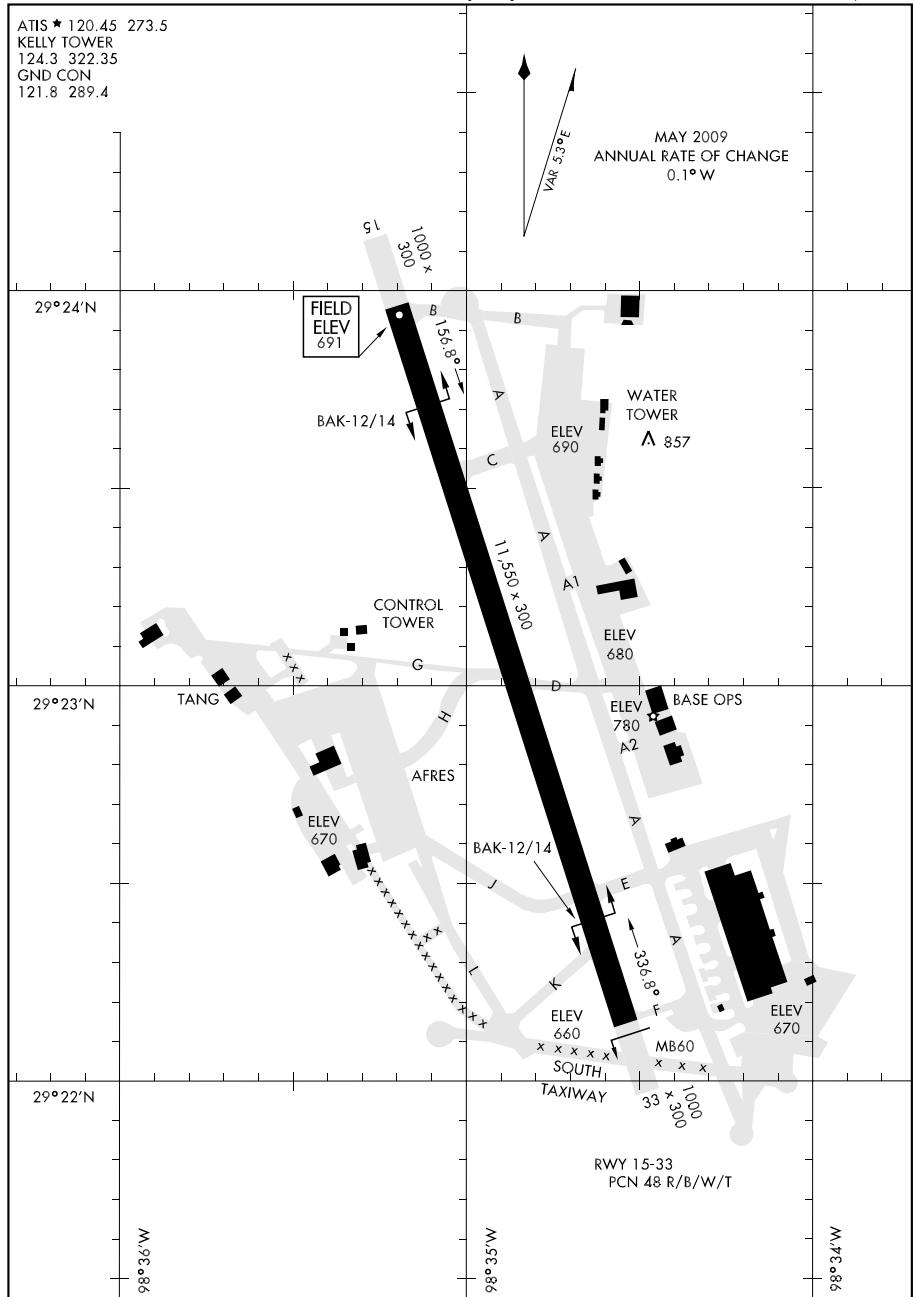 ATIS ★ 120.45 273.5
KELLY TOWER
124.3 322.35
GND CON
121.8 289.4
VAR 5.3°E
MAY 2009
ANNUAL RATE OF CHANGE
0.1° W
15
1000 x
300
29°24'N
FIELD
ELEV
691
B
B
156.8°
A
BAK-12/14
WATER
TOWER
857
ELEV
690
C
A
11,550 x 300
A1
CONTROL
TOWER
ELEV
680
G
D
29°23'N
TANG
H
ELEV
780
BASE OPS
A2
AFRES
A
ELEV
670
BAK-12/14
J
E
A
L
K
336.8°
F
ELEV
660
ELEV
670
x x x x x
MB60
x x x
SOUTH
TAXIWAY
29°22'N
33
1000
x 300
RWY 15-33
PCN 48 R/B/W/T
98°36'W
98°35'W
98°34'W